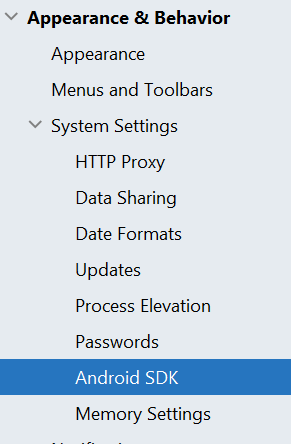 Appearance & Behavior
Appearance
Menus and Toolbars
System Settings
HTTP Proxy
Data Sharing
Date Formats
Updates
Process Elevation
Passwords
Android SDK
Memory Settings